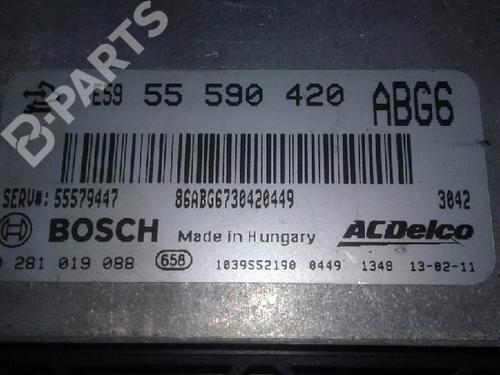 B-PARTS
E59 55 590 420 ABG6
SERV#: 55579447 86ABG6730420449 3042
BOSCH Made in Hungary ACDelco
0 281 019 088 658 1039S52190 0449 1348 13-02-11